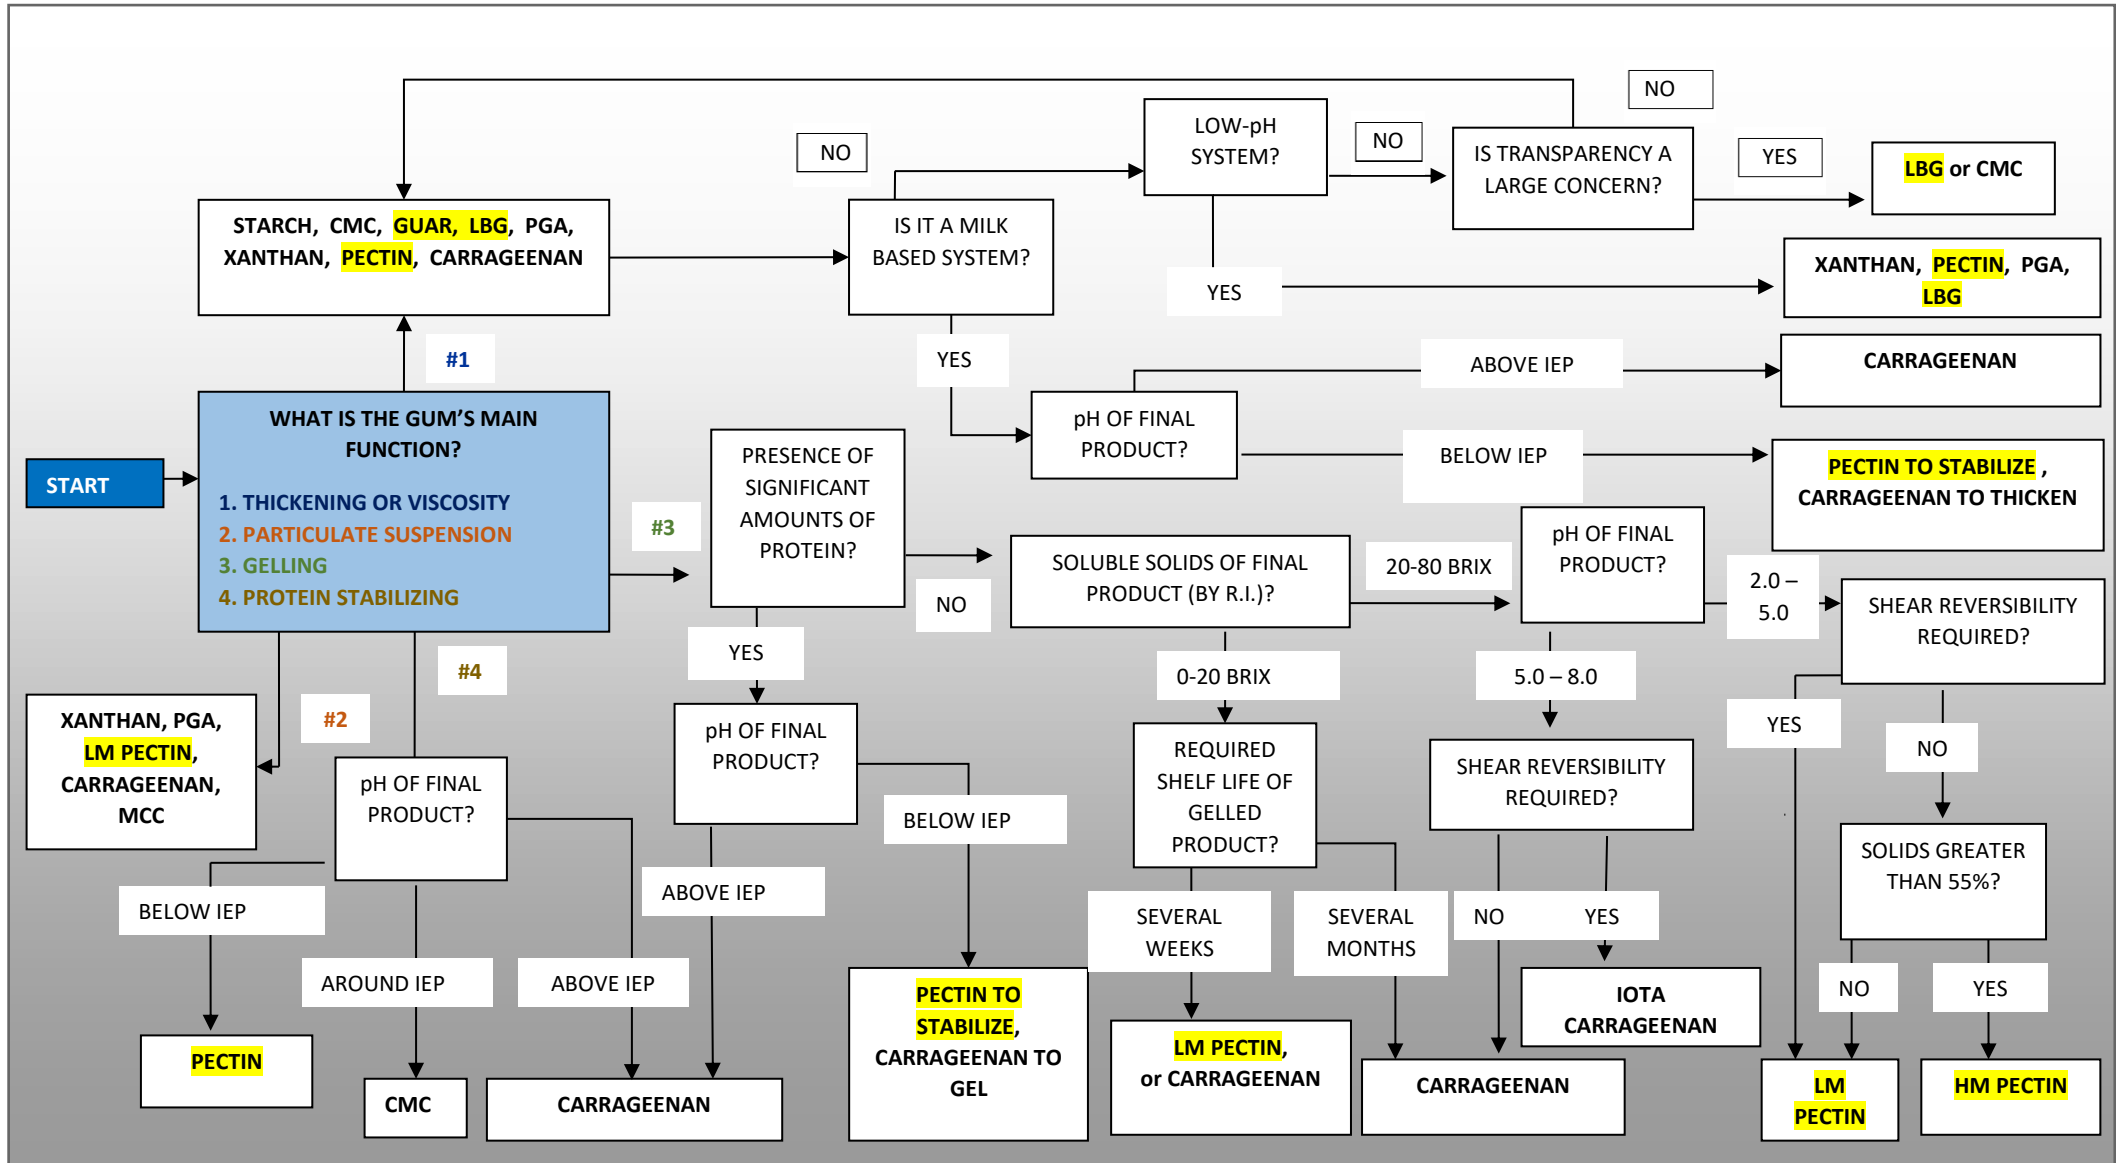 NO
NO
LOW-pH
SYSTEM?
NO
IS TRANSPARENCY A
LARGE CONCERN?
YES
LBG or CMC
STARCH, CMC, GUAR, LBG, PGA,
XANTHAN, PECTIN, CARRAGEENAN
IS IT A MILK
BASED SYSTEM?
YES
XANTHAN, PECTIN, PGA,
LBG
#1
YES
ABOVE IEP
CARRAGEENAN
START
WHAT IS THE GUM'S MAIN
FUNCTION?
1. THICKENING OR VISCOSITY
2. PARTICULATE SUSPENSION
3. GELLING
4. PROTEIN STABILIZING
pH OF FINAL
PRODUCT?
BELOW IEP
PECTIN TO STABILIZE ,
CARRAGEENAN TO THICKEN
#3
PRESENCE OF
SIGNIFICANT
AMOUNTS OF
PROTEIN?
NO
SOLUBLE SOLIDS OF FINAL
PRODUCT (BY R.I.)?
20-80 BRIX
pH OF FINAL
PRODUCT?
2.0 –
5.0
SHEAR REVERSIBILITY
REQUIRED?
#4
YES
0-20 BRIX
5.0 – 8.0
#2
XANTHAN, PGA,
LM PECTIN,
CARRAGEENAN,
MCC
pH OF FINAL
PRODUCT?
pH OF FINAL
PRODUCT?
BELOW IEP
REQUIRED
SHELF LIFE OF
GELLED
PRODUCT?
SHEAR REVERSIBILITY
REQUIRED?
YES
NO
SOLIDS GREATER
THAN 55%?
BELOW IEP
ABOVE IEP
SEVERAL
WEEKS
SEVERAL
MONTHS
NO
YES
AROUND IEP
ABOVE IEP
NO
YES
PECTIN
CMC
CARRAGEENAN
PECTIN TO
STABILIZE,
CARRAGEENAN TO
GEL
LM PECTIN,
or CARRAGEENAN
CARRAGEENAN
IOTA
CARRAGEENAN
LM
PECTIN
HM PECTIN